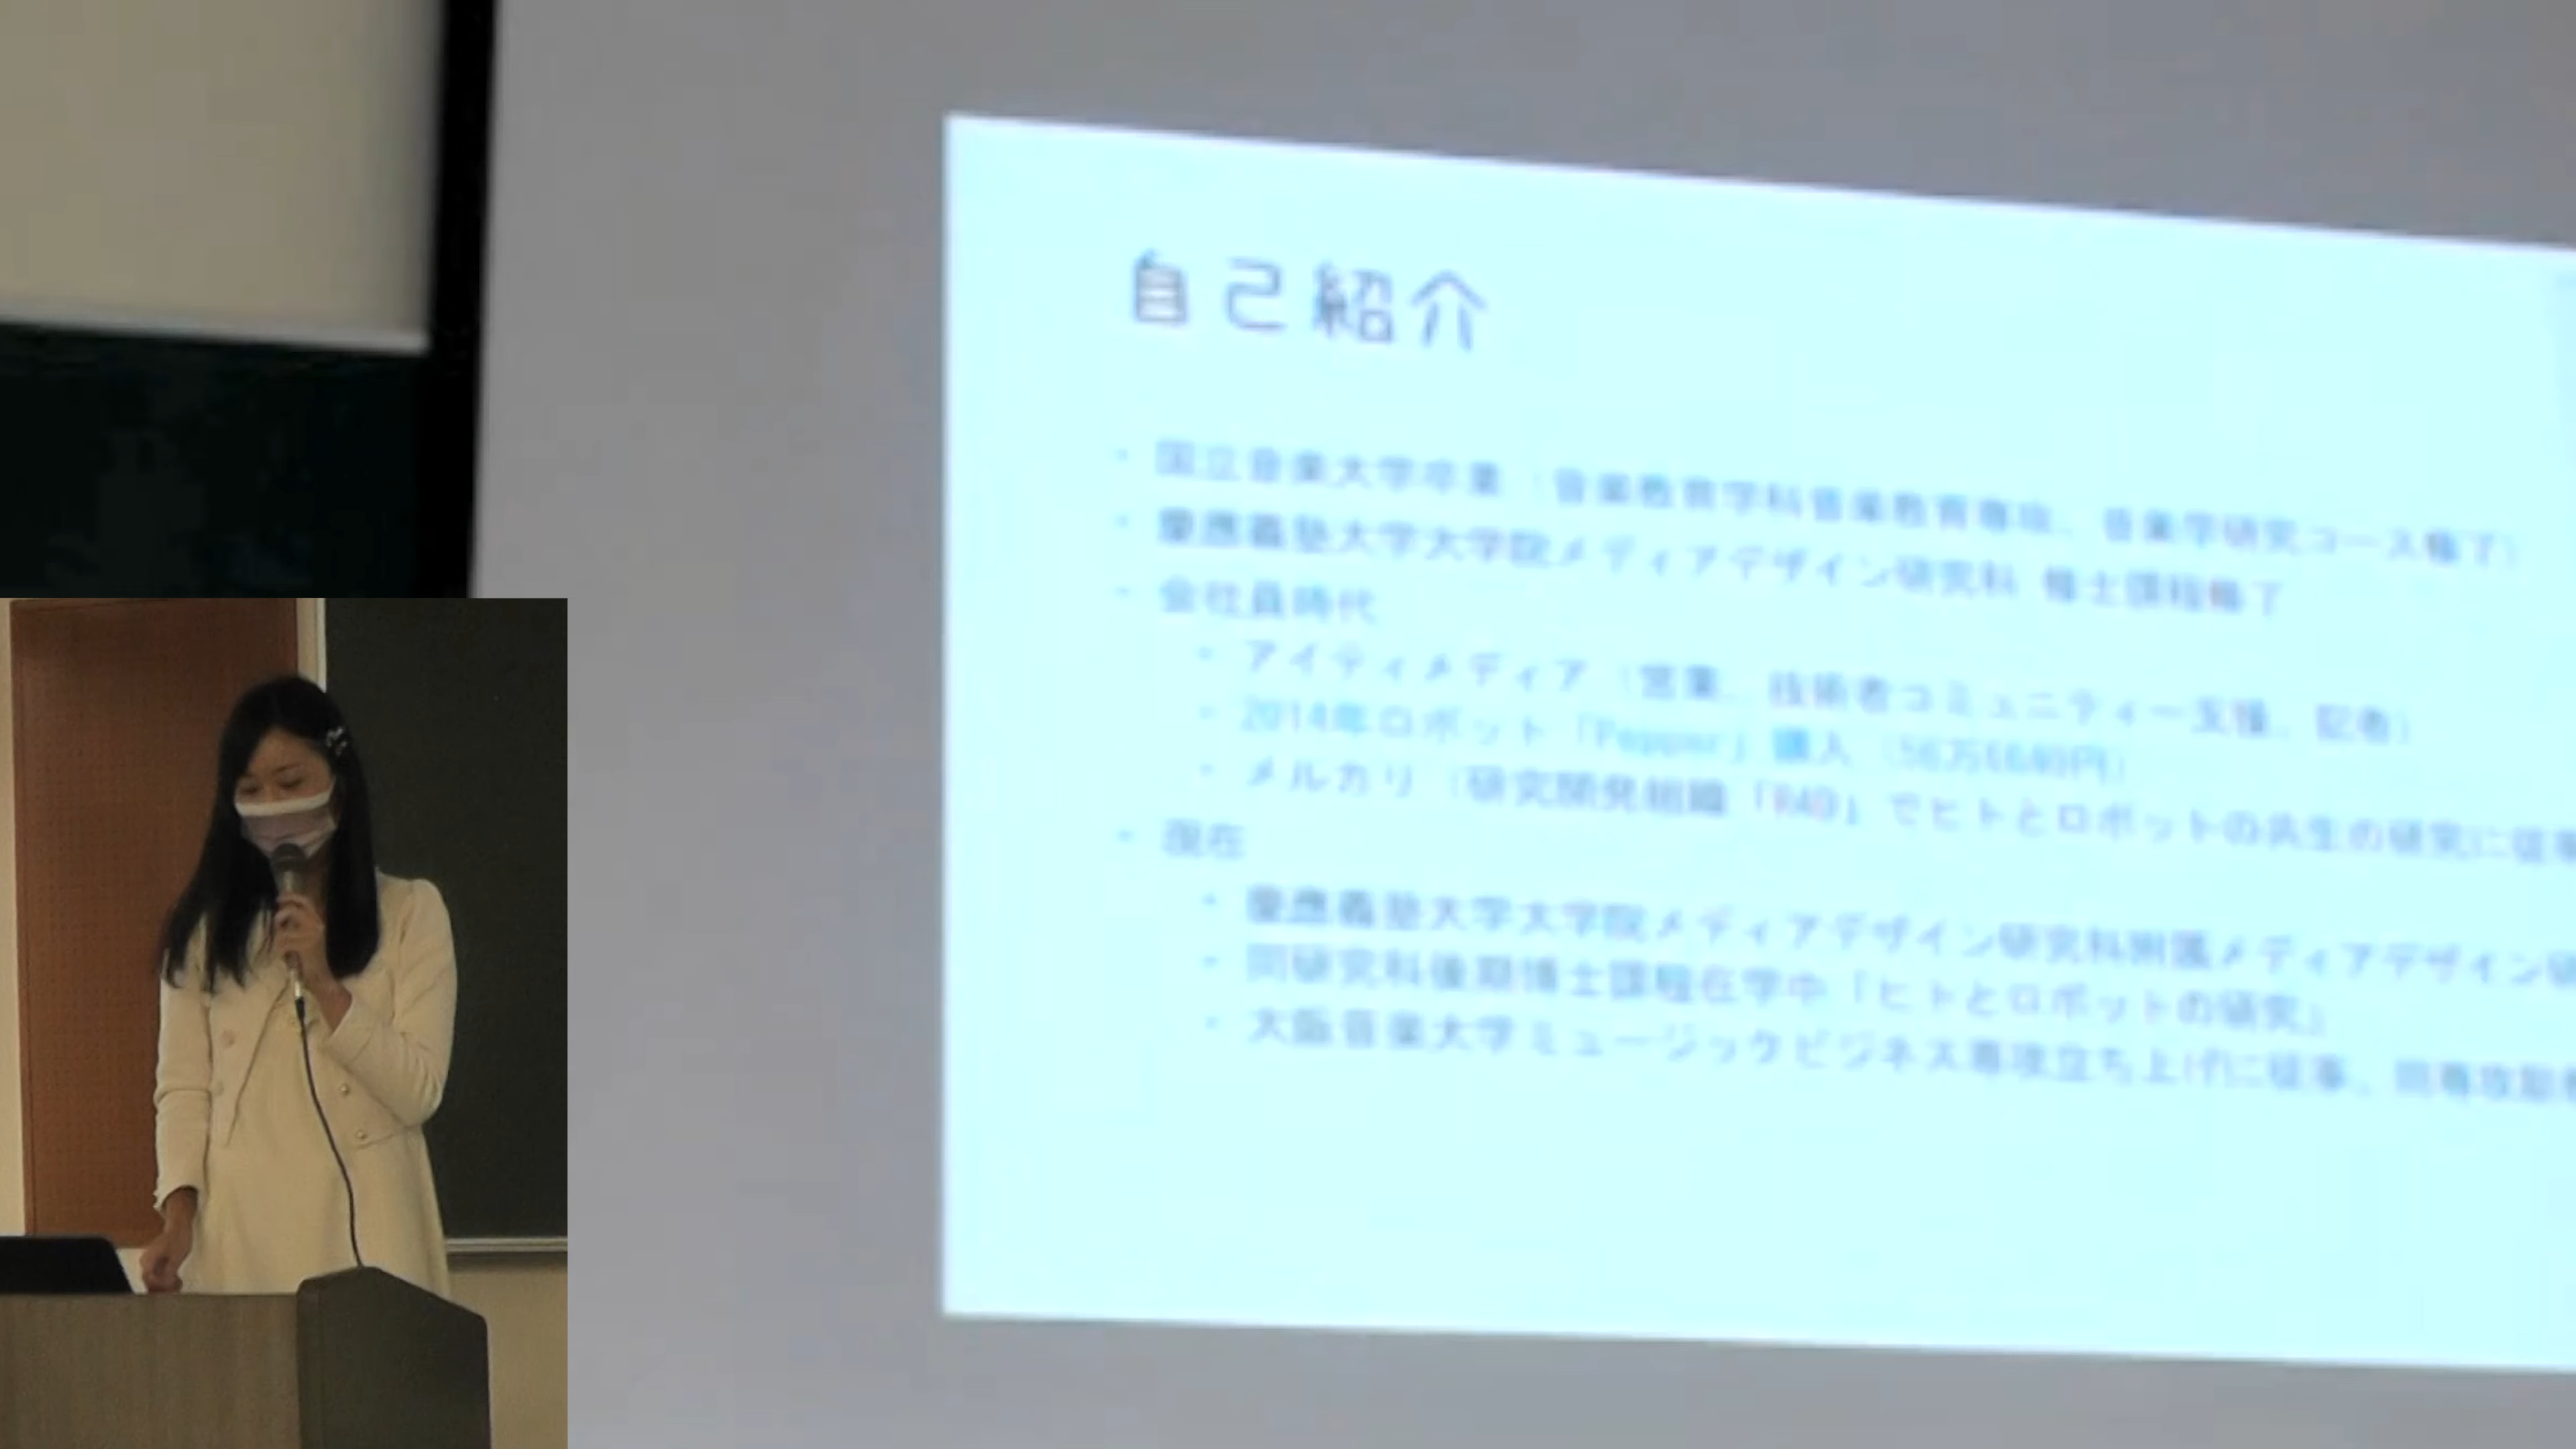 自己紹介
・国立音楽大学卒業（音楽教育学科音楽教育専攻、音楽学研究コース修了）
・慶應義塾大学大学院メディアデザイン研究科 修士課程修了
・会社員時代
・アイティメディア（営業、技術者コミュニティー支援、記者）
・2014年ロボット「Pepper」購入
・メルカリ（研究開発組織「R4D」でヒトとロボットの共生の研究に従事
・現在
・慶應義塾大学大学院メディアデザイン研究科附属メディアデザイン研
・同研究科後期博士課程在学中「ヒトとロボットの研究」
・大阪音楽大学ミュージックビジネス専攻立ち上げに従事、同専攻